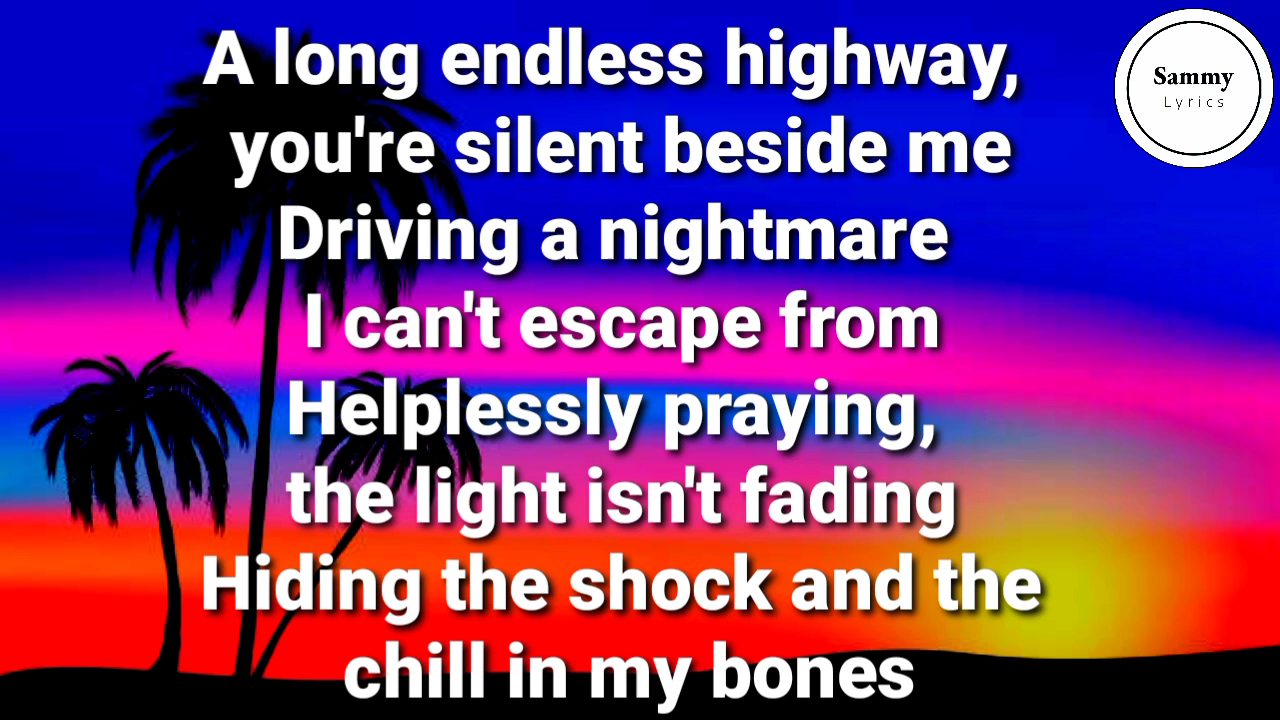 A long endless highway,
you're silent beside me
Driving a nightmare
I can't escape from
Helplessly praying,
the light isn't fading
Hiding the shock and the
chill in my bones
Sammy
Lyrics